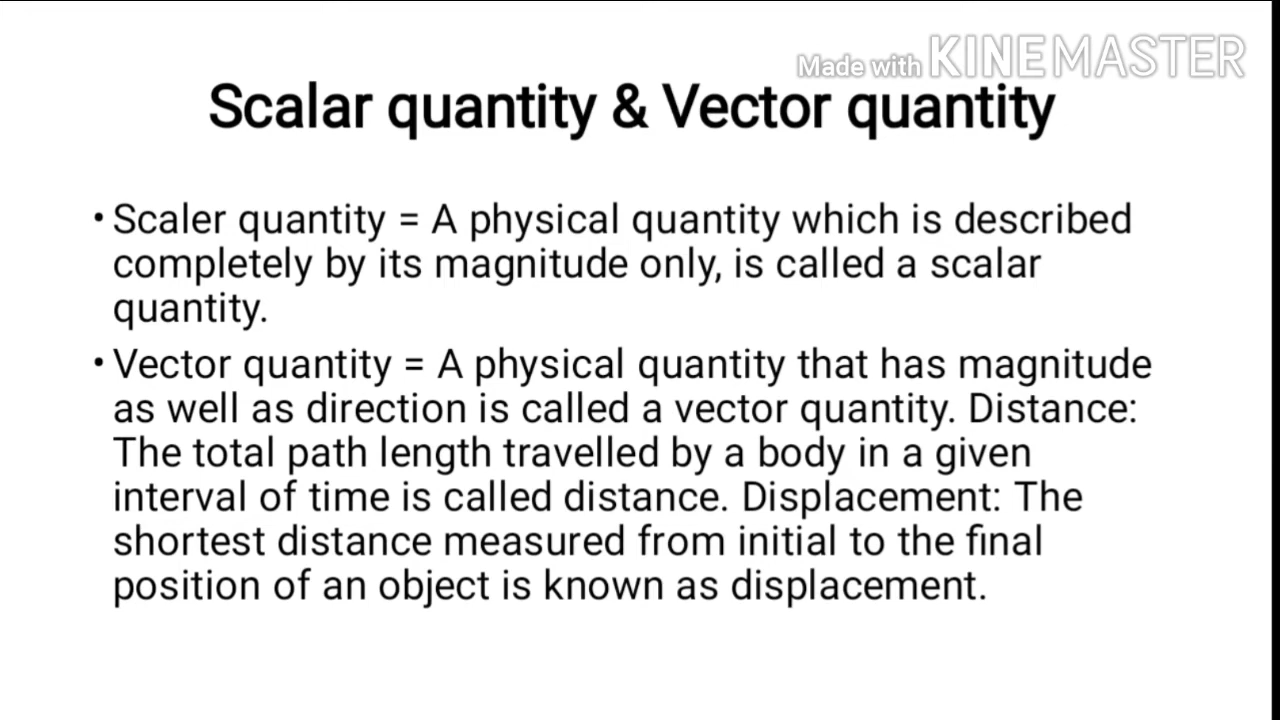 Made with KINEMASTER
Scalar quantity & Vector quantity
• Scaler quantity = A physical quantity which is described
completely by its magnitude only, is called a scalar
quantity.
• Vector quantity = A physical quantity that has magnitude
as well as direction is called a vector quantity. Distance:
The total path length travelled by a body in a given
interval of time is called distance. Displacement: The
shortest distance measured from initial to the final
position of an object is known as displacement.